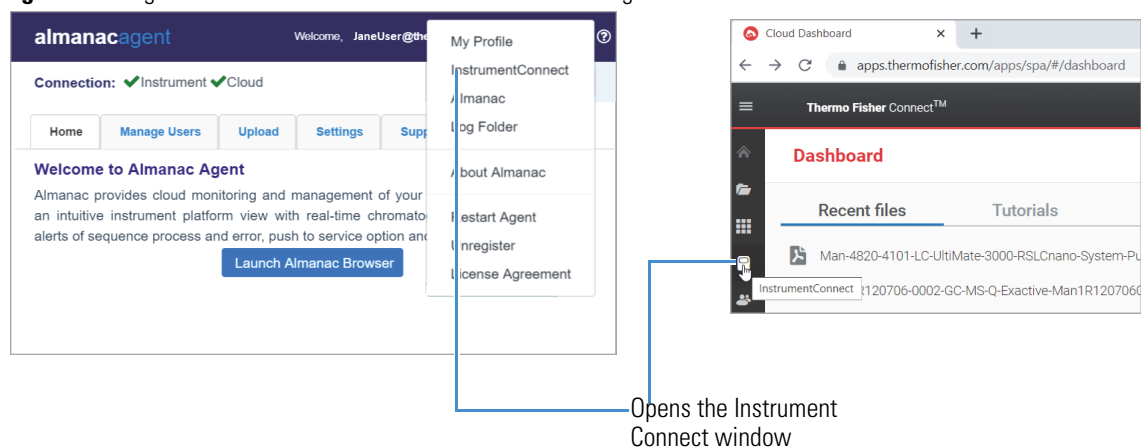 almanacagent
Welcome, JaneUser@the
Connection: Instrument Cloud
Home Manage Users Upload Settings Supp
Welcome to Almanac Agent
Almanac provides cloud monitoring and management of your
an intuitive instrument platform view with real-time chromato
alerts of sequence process and error, push to service option and
Launch Almanac Browser
My Profile
InstrumentConnect
Almanac
Log Folder
About Almanac
Restart Agent
Unregister
License Agreement
Cloud Dashboard
apps.thermofisher.com/apps/spa/#/dashboard
Thermo Fisher Connect™
Dashboard
Recent files Tutorials
Man-4820-4101-LC-UltiMate-3000-RSLCnano-System-Pu
InstrumentConnect R120706-0002-GC-MS-Q-Exactive-Man1R1207060
Opens the Instrument
Connect window